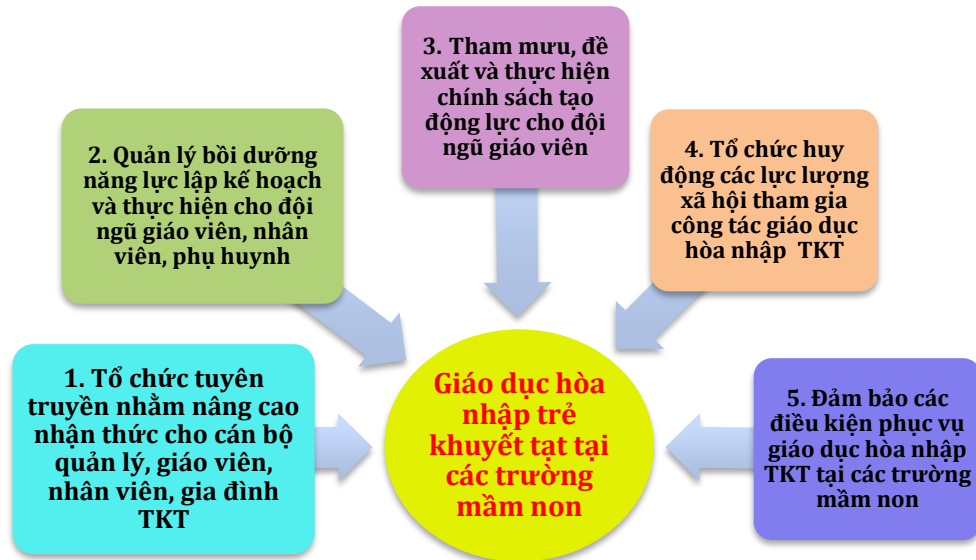 1. Tổ chức tuyên
truyền nhằm nâng cao
nhận thức cho cán bộ
quản lý, giáo viên,
nhân viên, gia đình
TKT
2. Quản lý bồi dưỡng
năng lực lập kế hoạch
và thực hiện cho đội
ngũ giáo viên, nhân
viên, phụ huynh
3. Tham mưu, đề
xuất và thực hiện
chính sách tạo
động lực cho đội
ngũ giáo viên
4. Tổ chức huy
động các lực lượng
xã hội tham gia
công tác giáo dục
hòa nhập TKT
5. Đảm bảo các
điều kiện phục vụ
giáo dục hòa nhập
TKT tại các trường
mầm non
Giáo dục hòa
nhập trẻ
khuyết tạt tại
các trường
mầm non